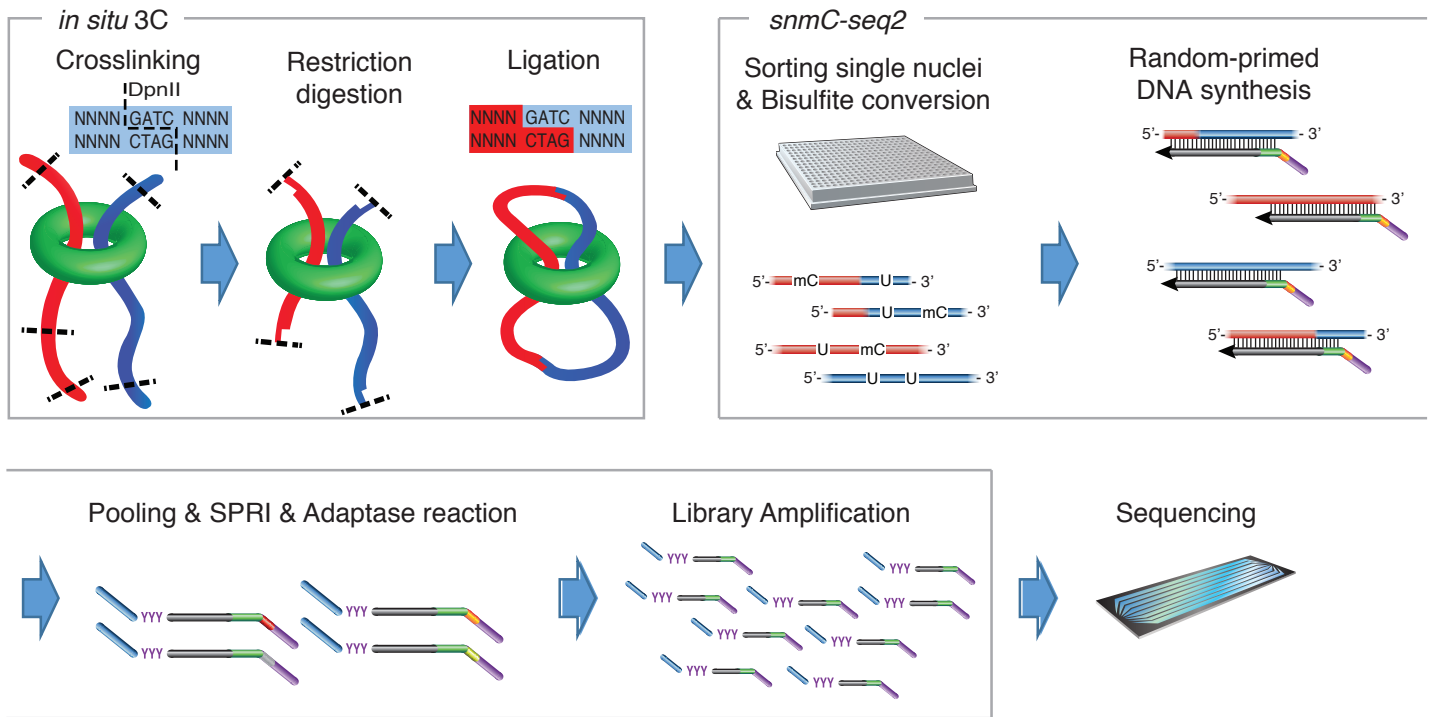 in situ 3C
Crosslinking
DpnII
NNNN GATC NNNN
NNNN CTAG NNNN
Restriction
digestion
Ligation
NNNN GATC NNNN
NNNN CTAG NNNN
snmC-seq2
Sorting single nuclei
& Bisulfite conversion
5'- mC U - 3'
5'- U mC - 3'
5'- U mC - 3'
5'- U U - 3'
Random-primed
DNA synthesis
5'- - 3'
5'- - 3'
5'- - 3'
5'- - 3'
Pooling & SPRI & Adaptase reaction
YYY
YYY
YYY
YYY
Library Amplification
YYY
YYY
YYY
YYY
YYY
YYY
YYY
YYY
YYY
Sequencing